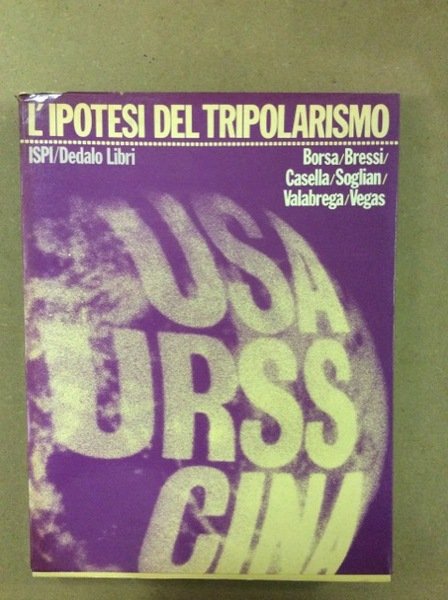 L'IPOTESI DEL TRIPOLARISMO
ISPI/Dedalo Libri
Borsa/Bressi/
Casella/Soglian/
Valabrega/Vegas
USA
URSS
CINA